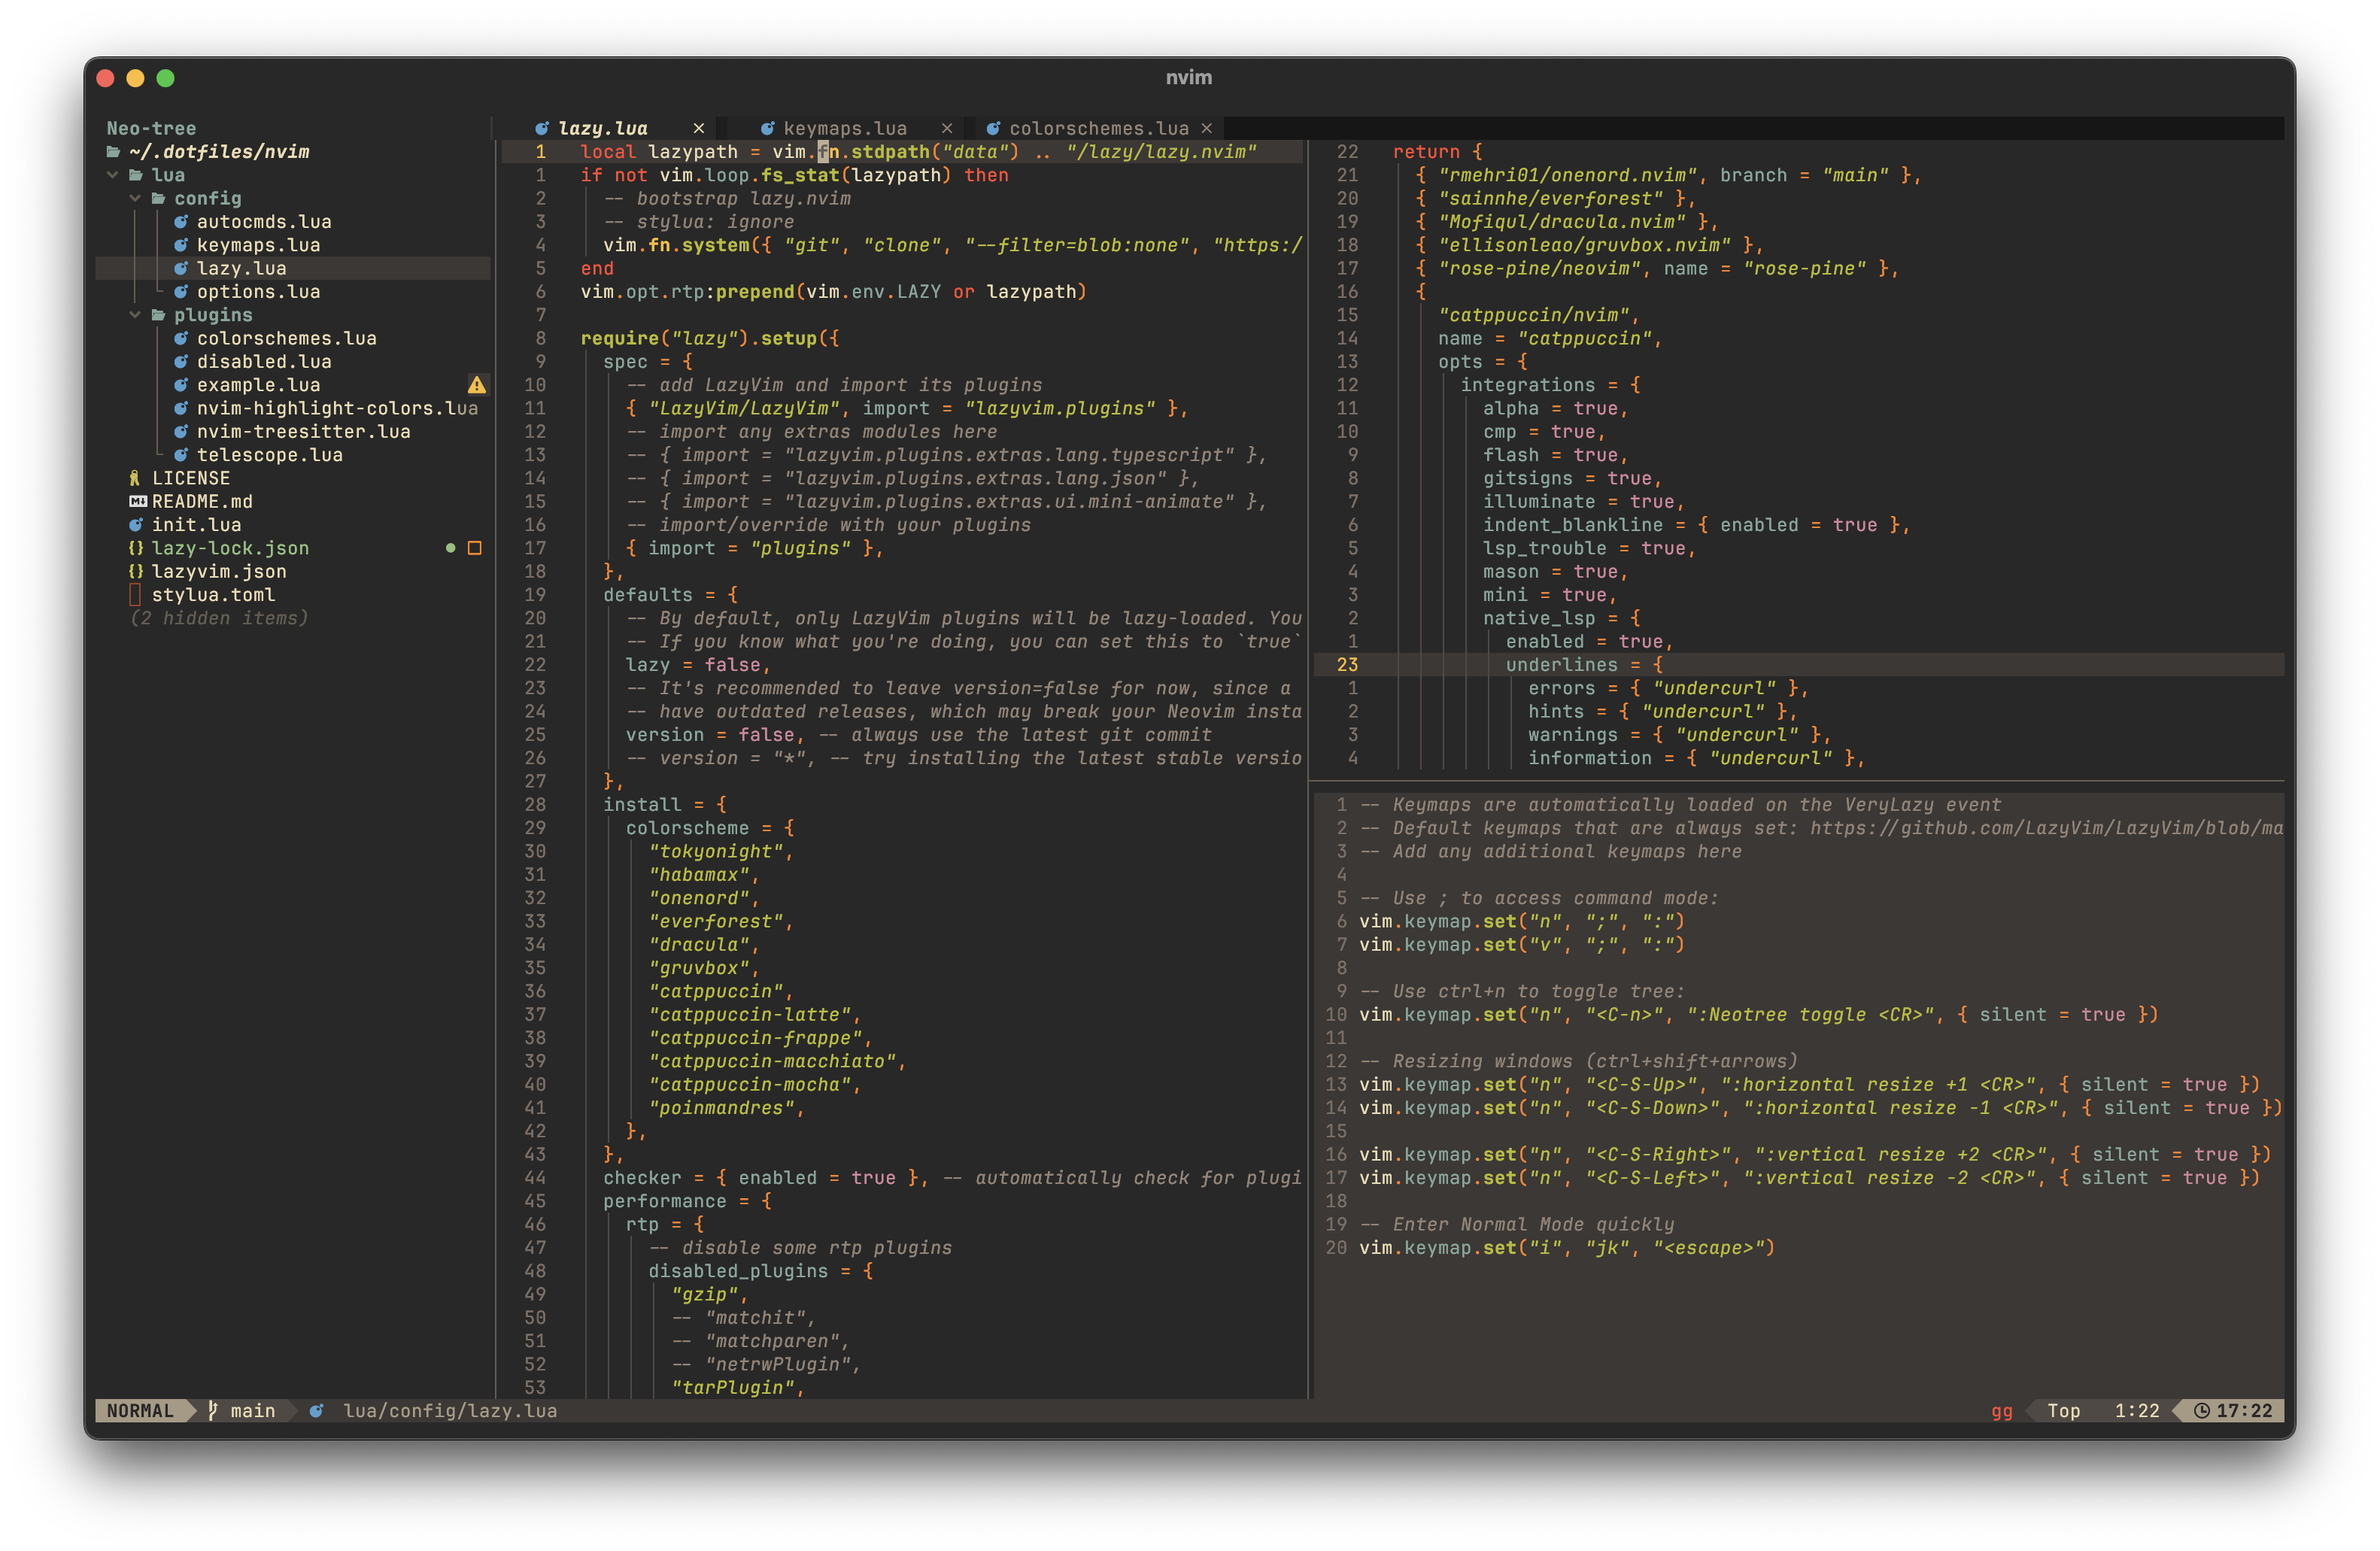 nvim
Neo-tree
~/.dotfiles/nvim
lua
config
autocmds.lua
keymaps.lua
lazy.lua
options.lua
plugins
colorschemes.lua
disabled.lua
example.lua
nvim-highlight-colors.lua
nvim-treesitter.lua
telescope.lua
LICENSE
README.md
init.lua
{} lazy-lock.json
{} lazyvim.json
stylua.toml
(2 hidden items)
lazy.lua × keymaps.lua × colorschemes.lua ×
1 local lazypath = vim.fn.stdpath("data") .. "/lazy/lazy.nvim"
1 if not vim.loop.fs_stat(lazypath) then
2 -- bootstrap lazy.nvim
3 -- stylua: ignore
4 vim.fn.system({ "git", "clone", "--filter=blob:none", "https:/
5 end
6 vim.opt.rtp:prepend(vim.env.LAZY or lazypath)
7
8 require("lazy").setup({
9 spec = {
10 -- add LazyVim and import its plugins
11 { "LazyVim/LazyVim", import = "lazyvim.plugins" },
12 -- import any extras modules here
13 -- { import = "lazyvim.plugins.extras.lang.typescript" },
14 -- { import = "lazyvim.plugins.extras.lang.json" },
15 -- { import = "lazyvim.plugins.extras.ui.mini-animate" },
16 -- import/override with your plugins
17 { import = "plugins" },
18 },
19 defaults = {
20 -- By default, only LazyVim plugins will be lazy-loaded. You
21 -- If you know what you're doing, you can set this to `true`
22 lazy = false,
23 -- It's recommended to leave version=false for now, since a
24 -- have outdated releases, which may break your Neovim insta
25 version = false, -- always use the latest git commit
26 -- version = "*", -- try installing the latest stable versio
27 },
28 install = {
29 colorscheme = {
30 "tokyonight",
31 "habamax",
32 "onenord",
33 "everforest",
34 "dracula",
35 "gruvbox",
36 "catppuccin",
37 "catppuccin-latte",
38 "catppuccin-frappe",
39 "catppuccin-macchiato",
40 "catppuccin-mocha",
41 "poinmandres",
42 },
43 },
44 checker = { enabled = true }, -- automatically check for plugi
45 performance = {
46 rtp = {
47 -- disable some rtp plugins
48 disabled_plugins = {
49 "gzip",
50 -- "matchit",
51 -- "matchparen",
52 -- "netrwPlugin",
53 "tarPlugin",
22 return {
21 { "rmehri01/onenord.nvim", branch = "main" },
20 { "sainnhe/everforest" },
19 { "Mofiqul/dracula.nvim" },
18 { "ellisonleao/gruvbox.nvim" },
17 { "rose-pine/neovim", name = "rose-pine" },
16 {
15 "catppuccin/nvim",
14 name = "catppuccin",
13 opts = {
12 integrations = {
11 alpha = true,
10 cmp = true,
9 flash = true,
8 gitsigns = true,
7 illuminate = true,
6 indent_blankline = { enabled = true },
5 lsp_trouble = true,
4 mason = true,
3 mini = true,
2 native_lsp = {
1 enabled = true,
23 underlines = {
1 errors = { "undercurl" },
2 hints = { "undercurl" },
3 warnings = { "undercurl" },
4 information = { "undercurl" },
1 -- Keymaps are automatically loaded on the VeryLazy event
2 -- Default keymaps that are always set: https://github.com/LazyVim/LazyVim/blob/ma
3 -- Add any additional keymaps here
4
5 -- Use ; to access command mode:
6 vim.keymap.set("n", ";", ":")
7 vim.keymap.set("v", ";", ":")
8
9 -- Use ctrl+n to toggle tree:
10 vim.keymap.set("n", "<C-n>", ":Neotree toggle <CR>", { silent = true })
11
12 -- Resizing windows (ctrl+shift+arrows)
13 vim.keymap.set("n", "<C-S-Up>", ":horizontal resize +1 <CR>", { silent = true })
14 vim.keymap.set("n", "<C-S-Down>", ":horizontal resize -1 <CR>", { silent = true })
15
16 vim.keymap.set("n", "<C-S-Right>", ":vertical resize +2 <CR>", { silent = true })
17 vim.keymap.set("n", "<C-S-Left>", ":vertical resize -2 <CR>", { silent = true })
18
19 -- Enter Normal Mode quickly
20 vim.keymap.set("i", "jk", "<escape>")
NORMAL main lua/config/lazy.lua gg Top 1:22 17:22